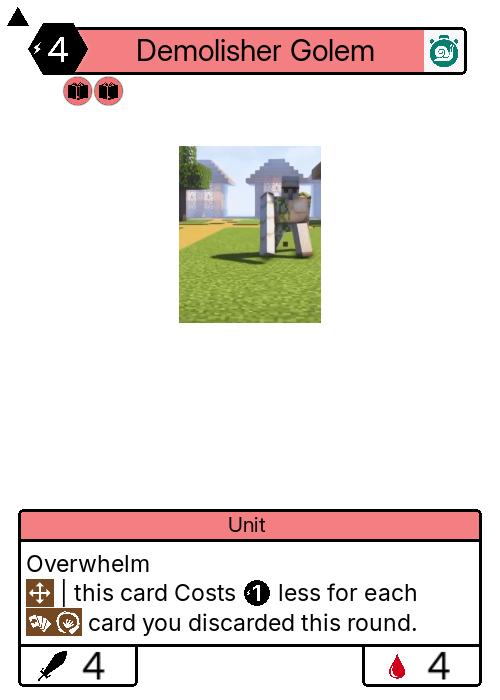 4
Demolisher Golem
Unit
Overwhelm
| this card Costs 1 less for each
card you discarded this round.
4
4